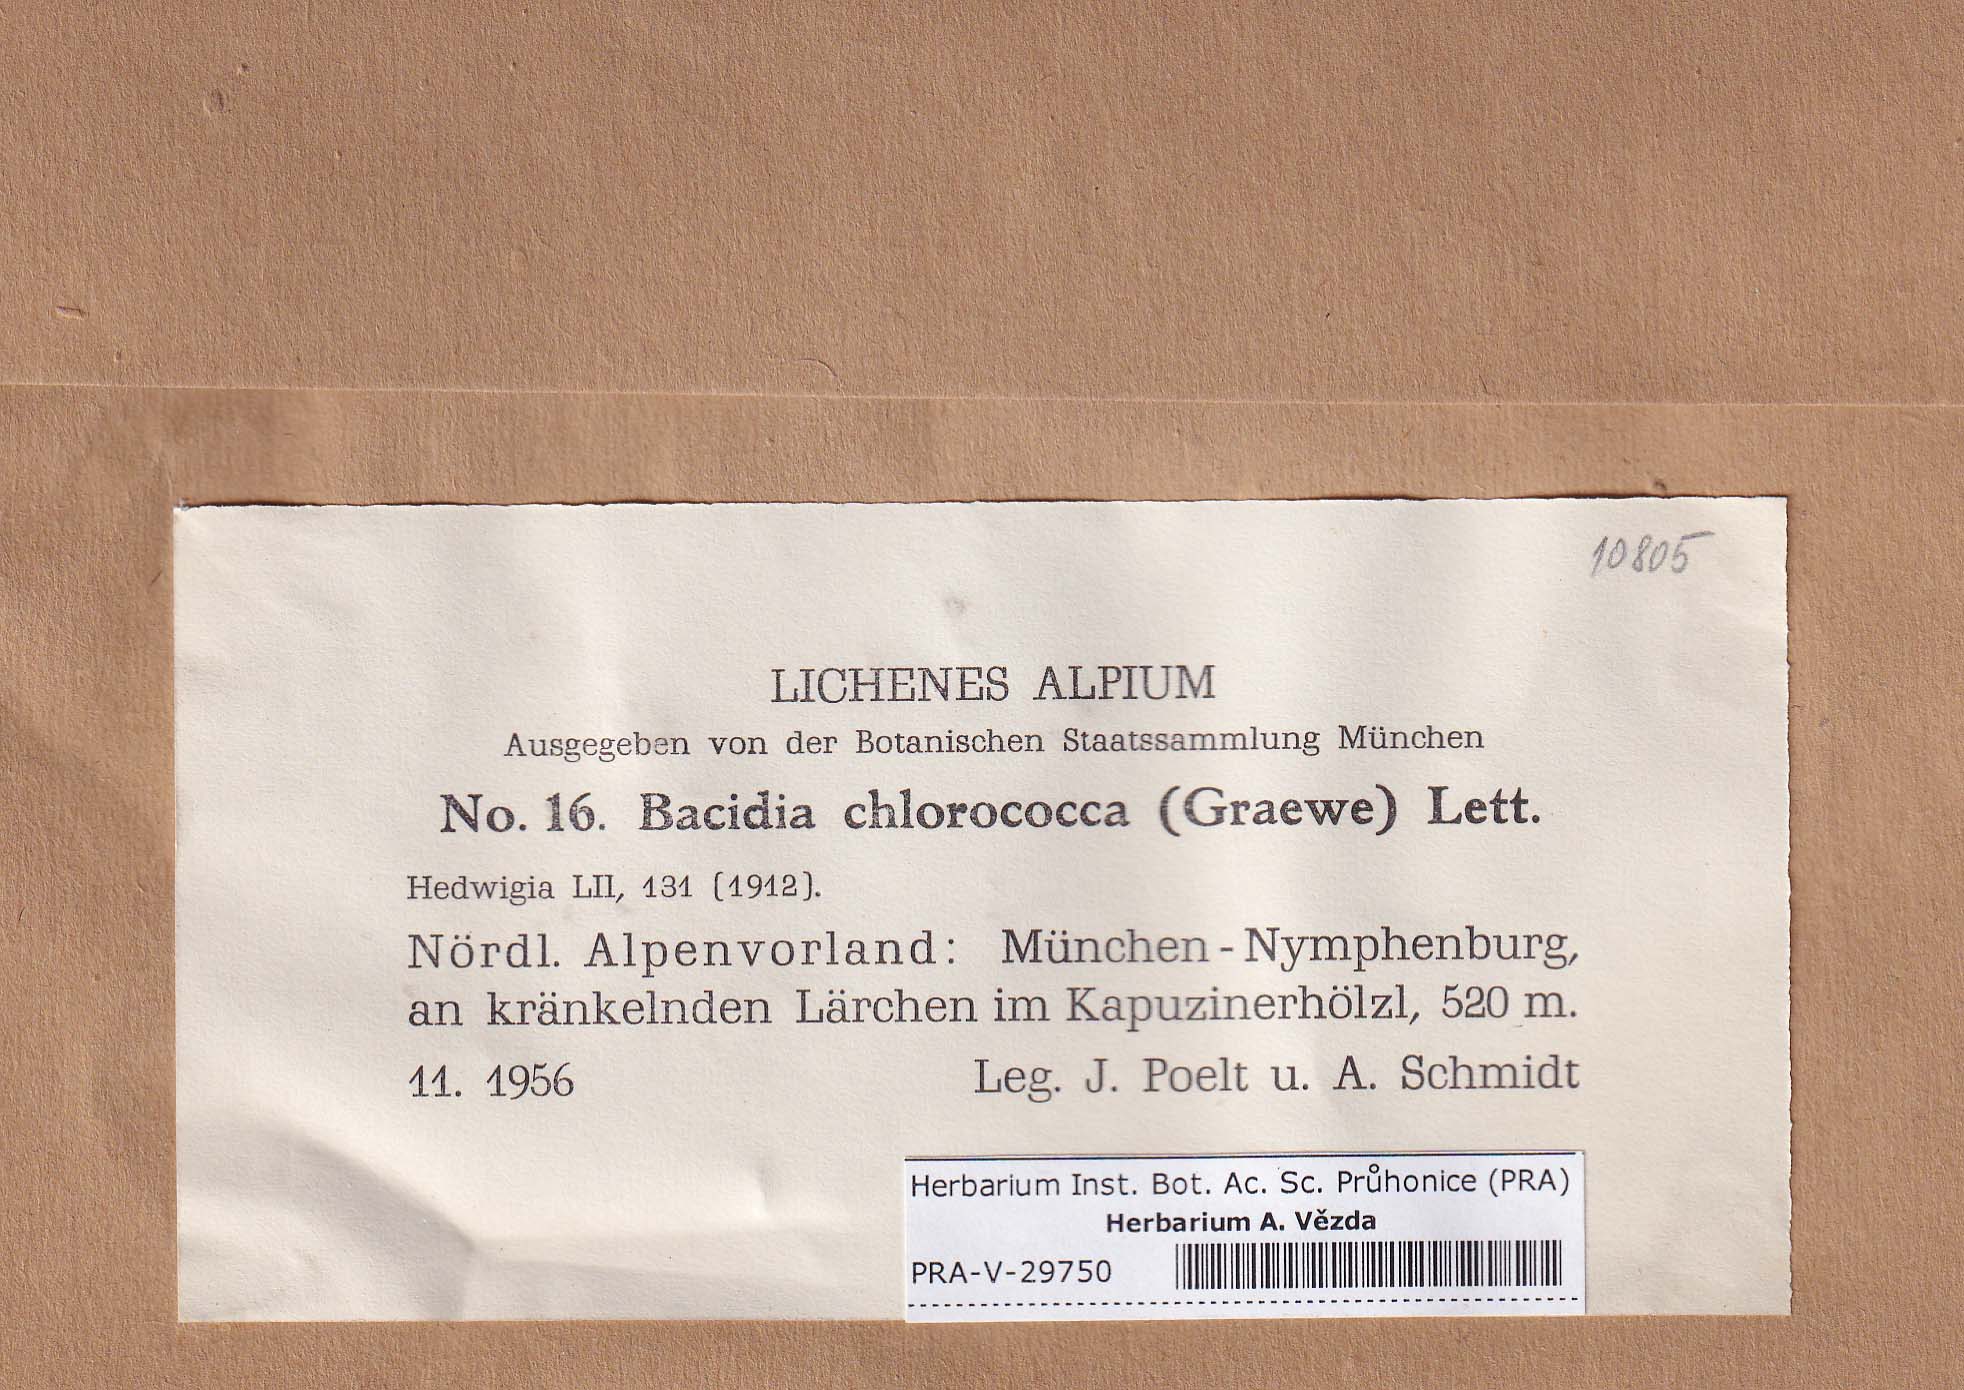 10805
LICHENES ALPIUM
Ausgegeben von der Botanischen Staatssammlung München
No. 16. Bacidia chlorococca (Graewe) Lett.
Hedwigia LII, 131 (1912).
Nördl. Alpenvorland: München - Nymphenburg,
an kränkelnden Lärchen im Kapuzinerhölzl, 520 m.
11. 1956 Leg. J. Poelt u. A. Schmidt
Herbarium Inst. Bot. Ac. Sc. Průhonice (PRA)
Herbarium A. Vězda
PRA-V-29750